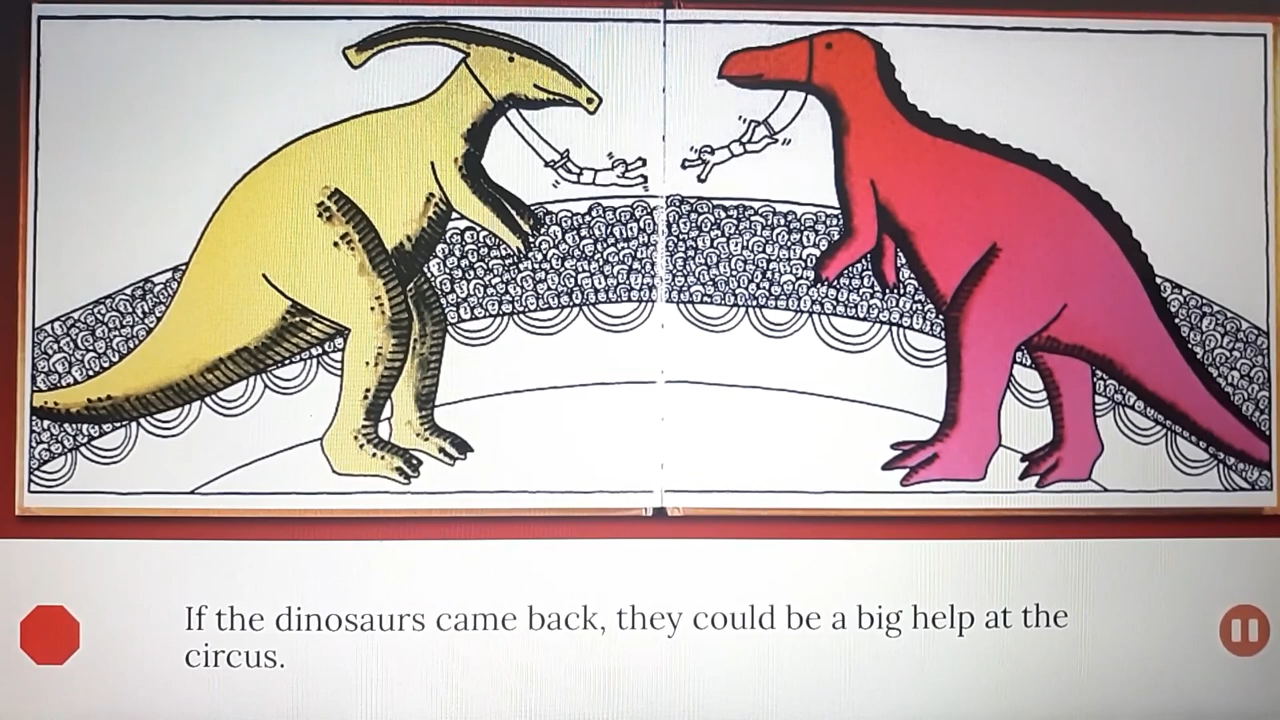 If the dinosaurs came back, they could be a big help at the
circus.